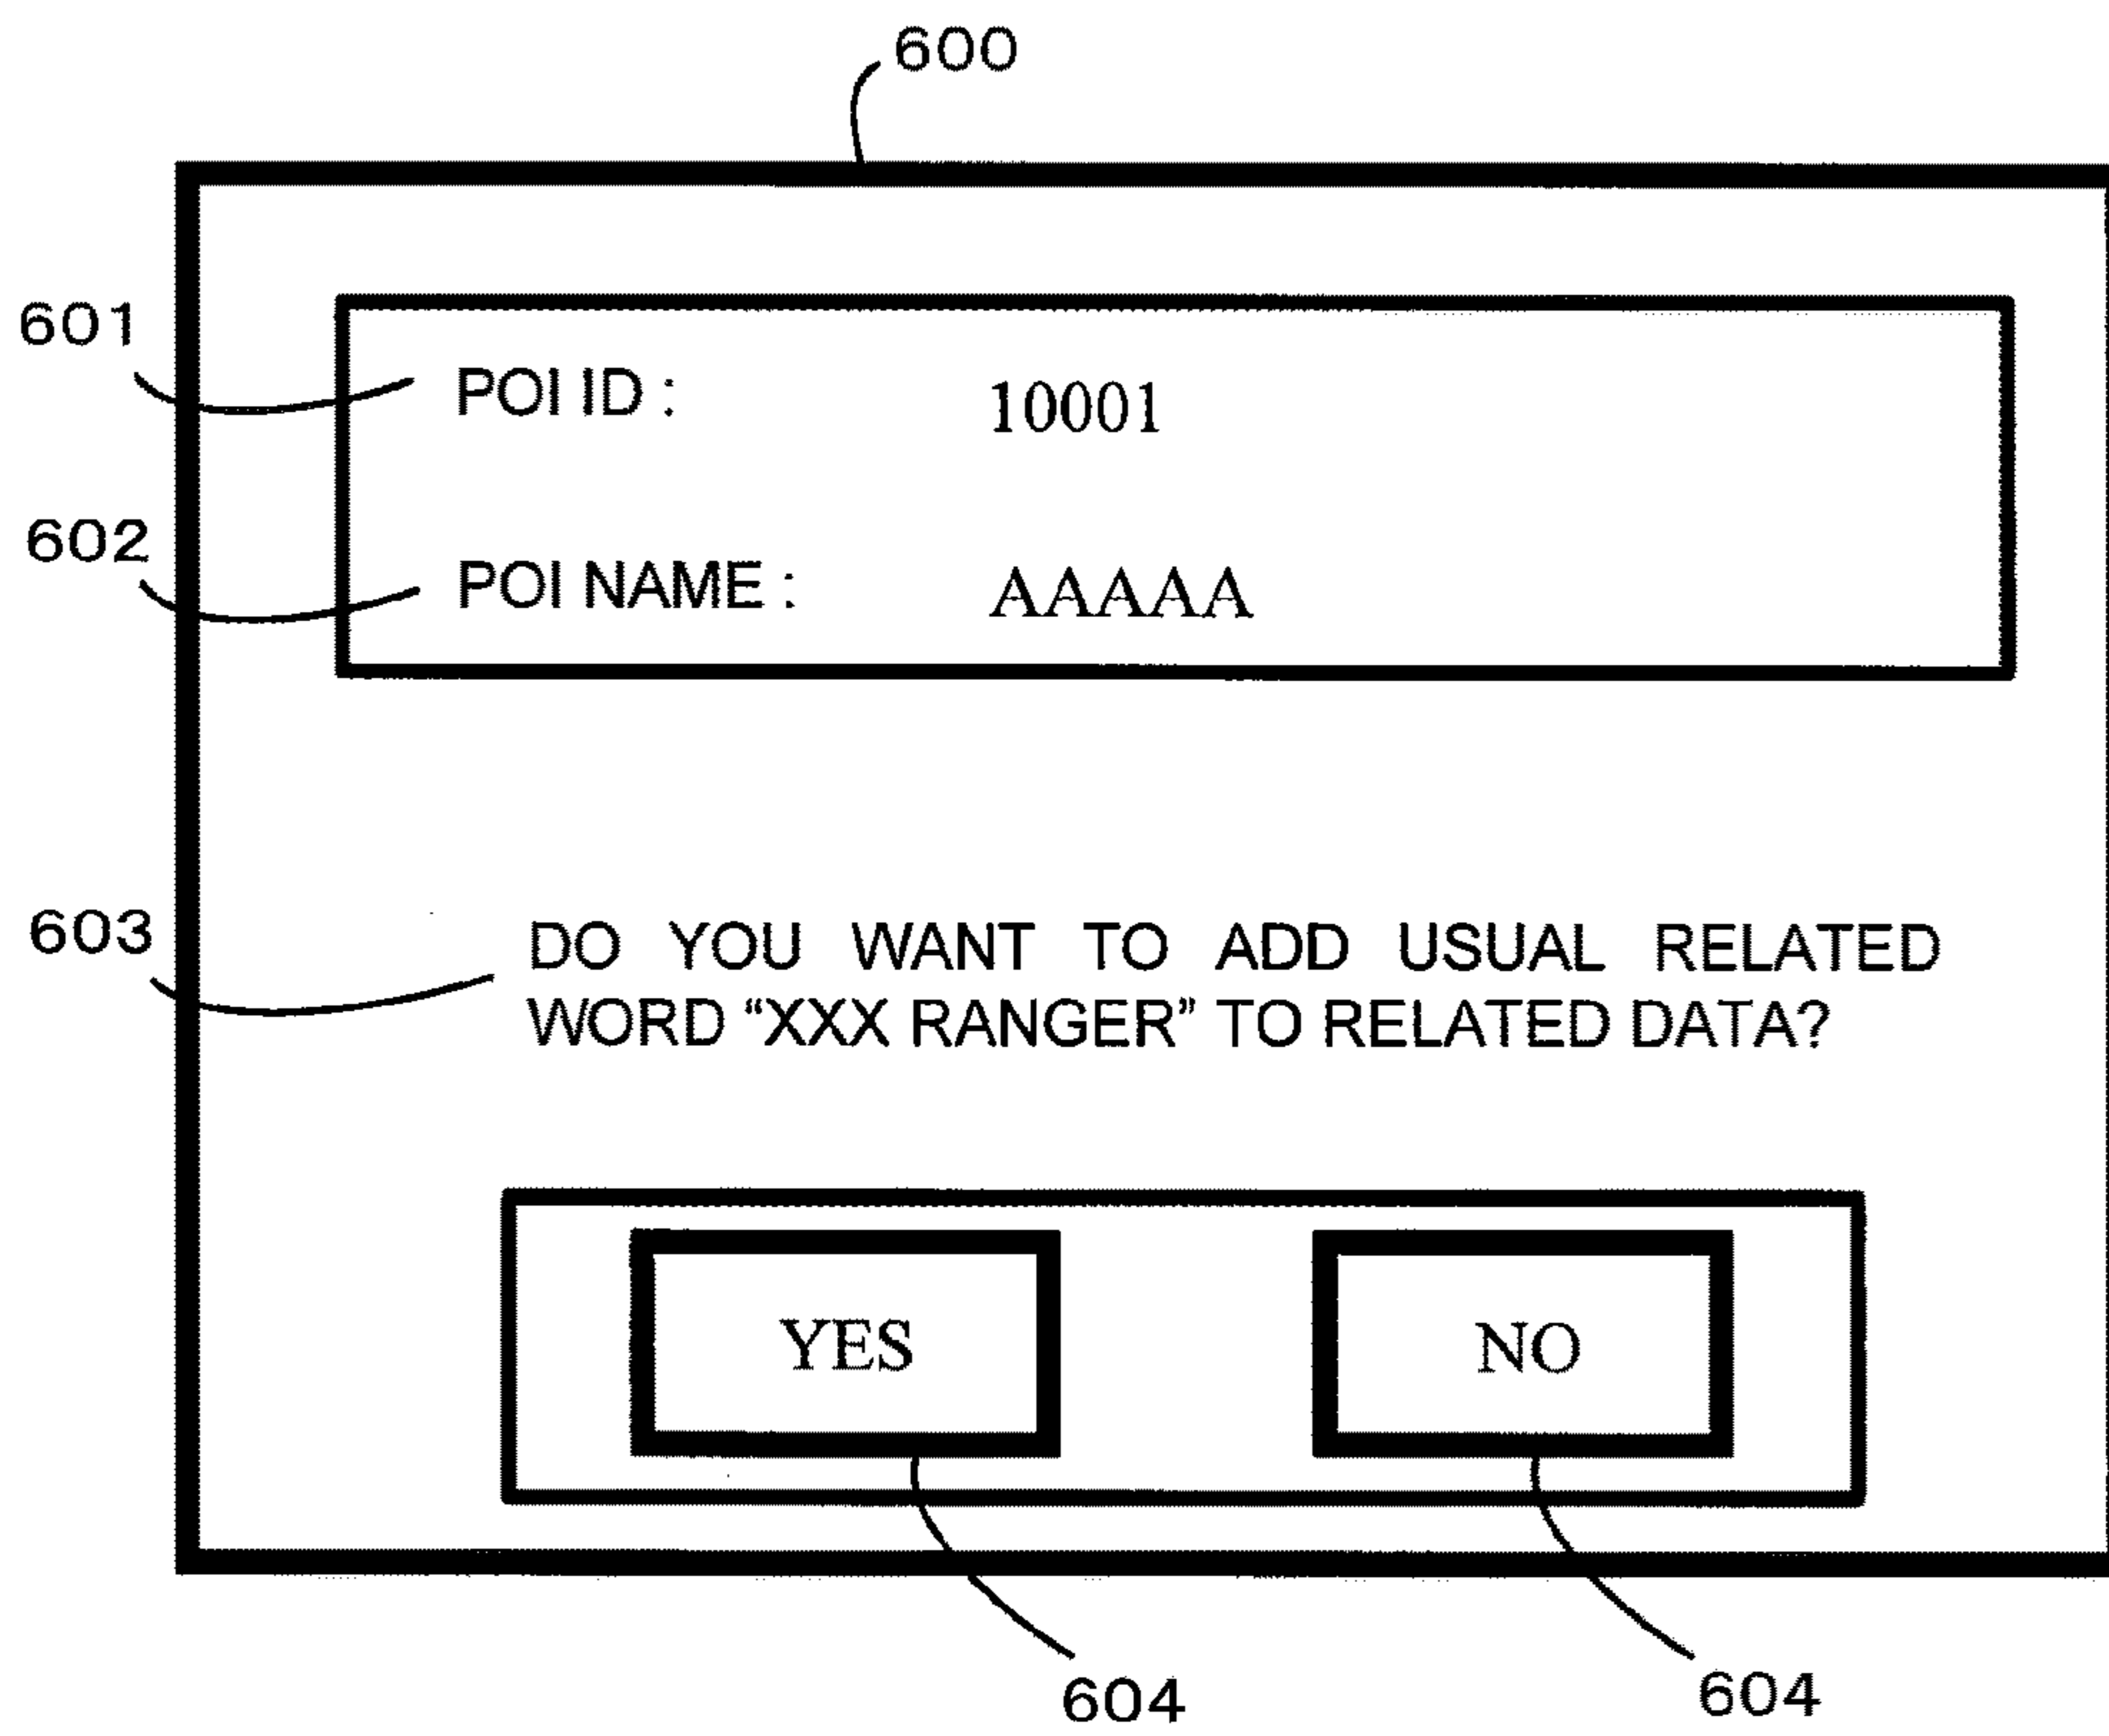 600
601
POI ID : 10001
602
POI NAME : AAAAA
603
DO YOU WANT TO ADD USUAL RELATED
WORD “XXX RANGER” TO RELATED DATA?
YES NO
604 604